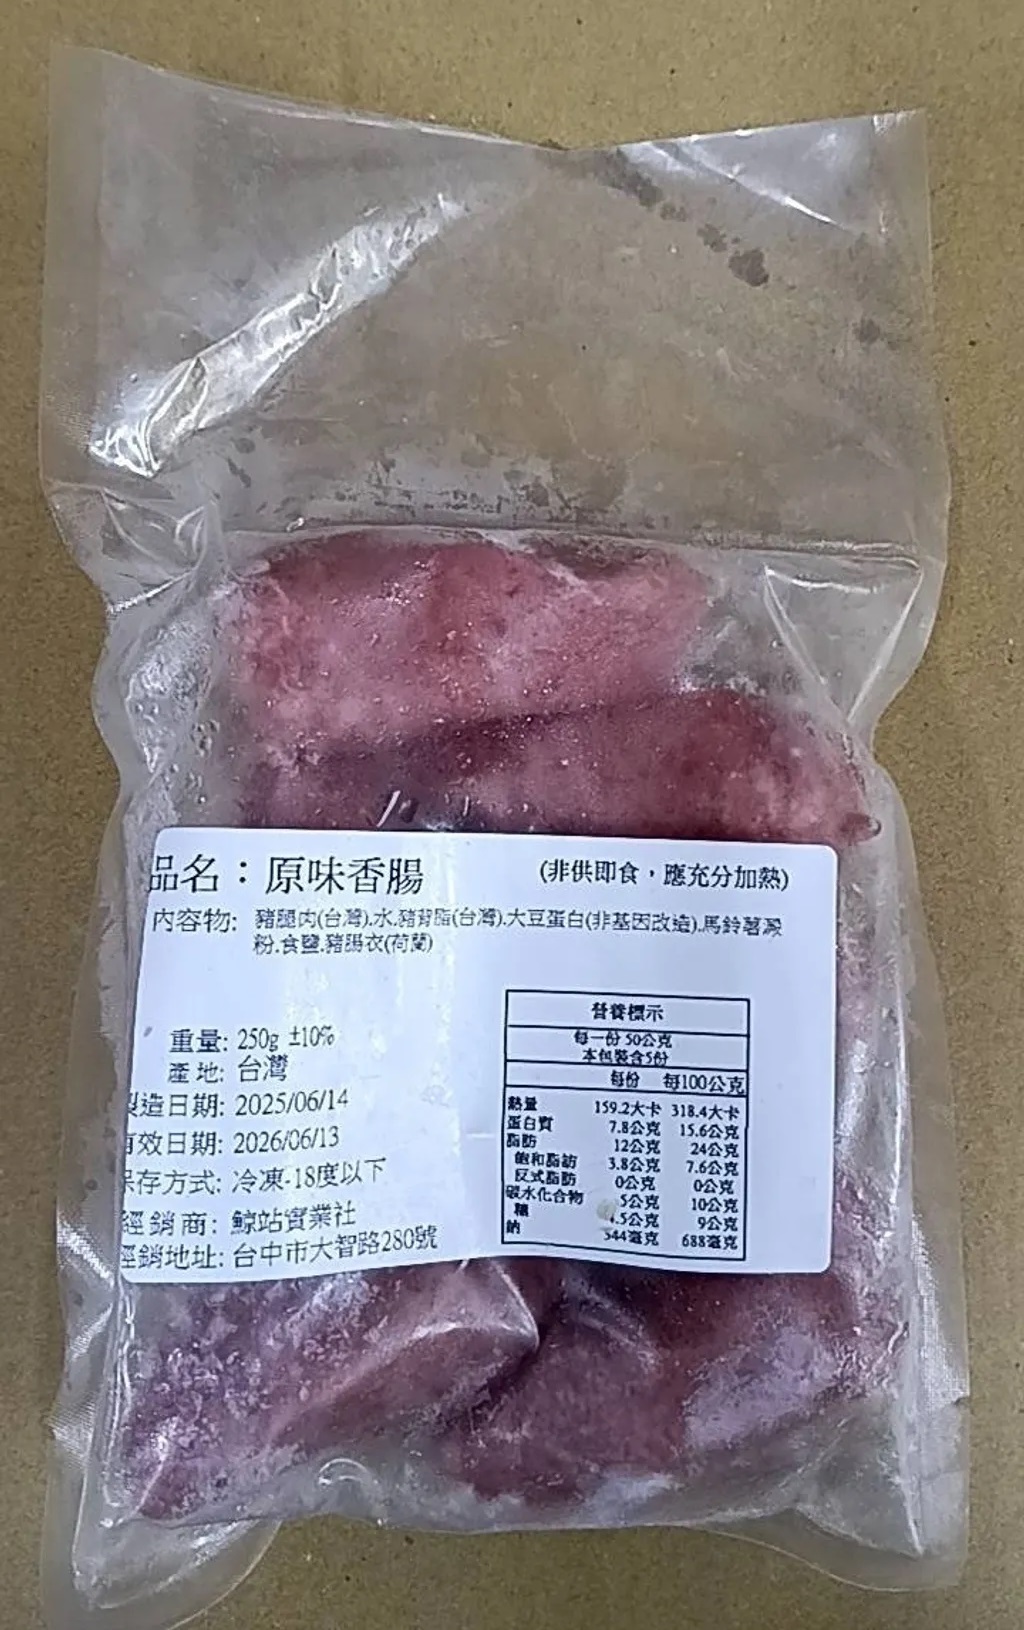 品名：原味香腸 (非供即食，應充分加熱)
內容物: 豬腿肉(台灣).水.豬背脂(台灣).大豆蛋白(非基因改造).馬鈴薯澱
粉.食鹽.豬腸衣(荷蘭)
重量: 250g ±10%
產地: 台灣
製造日期: 2025/06/14
有效日期: 2026/06/13
保存方式: 冷凍-18度以下
經銷商: 鯨站實業社
經銷地址: 台中市大智路280號
營養標示
每一份 50公克
本包裝含5份
每份 每100公克
熱量 159.2大卡 318.4大卡
蛋白質 7.8公克 15.6公克
脂肪 12公克 24公克
飽和脂肪 3.8公克 7.6公克
反式脂肪 0公克 0公克
碳水化合物 5公克 10公克
糖 4.5公克 9公克
鈉 344毫克 688毫克